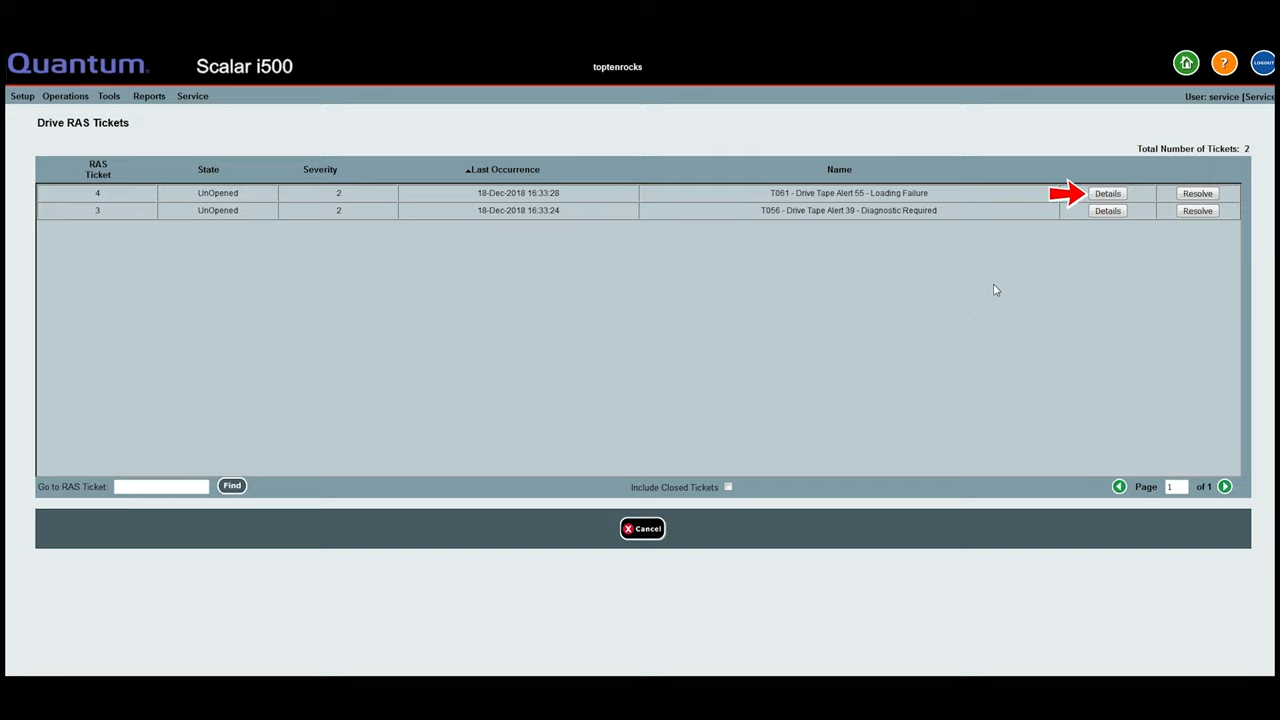 Quantum. Scalar i500 toptenrocks ? LOGOUT
Setup Operations Tools Reports Service User: service [Service
Drive RAS Tickets
Total Number of Tickets: 2
RAS Ticket State Severity Last Occurrence Name
4 UnOpened 2 18-Dec-2018 16:33:28 T061 - Drive Tape Alert 55 - Loading Failure Details Resolve
3 UnOpened 2 18-Dec-2018 16:33:24 T056 - Drive Tape Alert 39 - Diagnostic Required Details Resolve
Go to RAS Ticket: Find Include Closed Tickets Page 1 of 1
X Cancel